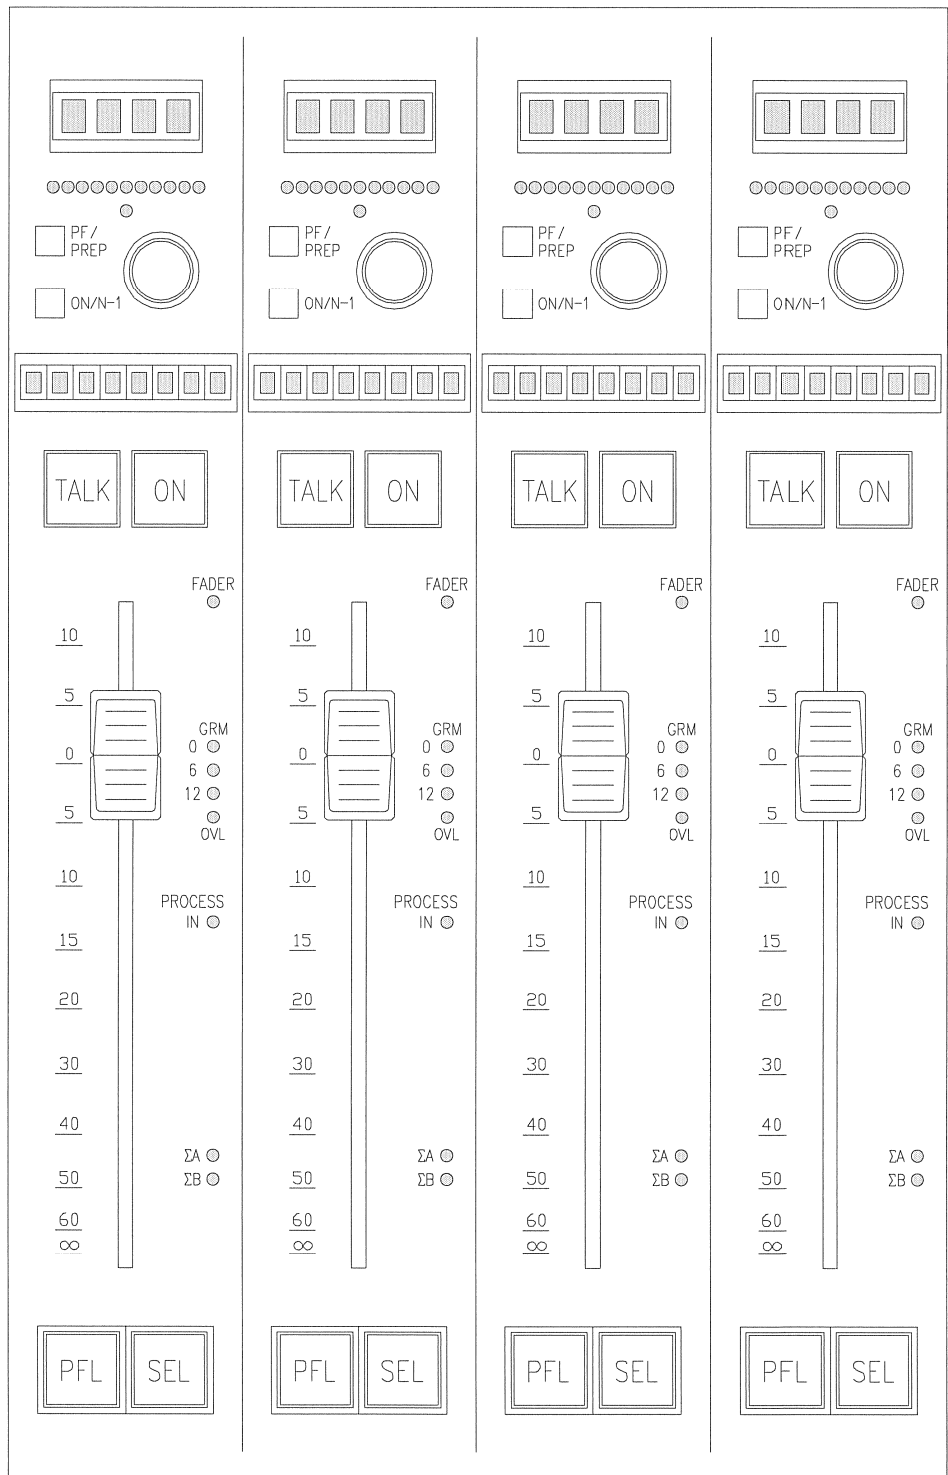 PF/
PREP
ON/N-1
TALK ON
FADER
10
5
GRM
0 0
6
12
5
OVL
10
PROCESS
IN
15
20
30
40
ΣA
50 ΣB
60
∞
PFL SEL
PF/
PREP
ON/N-1
TALK ON
FADER
10
5
GRM
0 0
6
12
5
OVL
10
PROCESS
IN
15
20
30
40
ΣA
50 ΣB
60
∞
PFL SEL
PF/
PREP
ON/N-1
TALK ON
FADER
10
5
GRM
0 0
6
12
5
OVL
10
PROCESS
IN
15
20
30
40
ΣA
50 ΣB
60
∞
PFL SEL
PF/
PREP
ON/N-1
TALK ON
FADER
10
5
GRM
0 0
6
12
5
OVL
10
PROCESS
IN
15
20
30
40
ΣA
50 ΣB
60
∞
PFL SEL